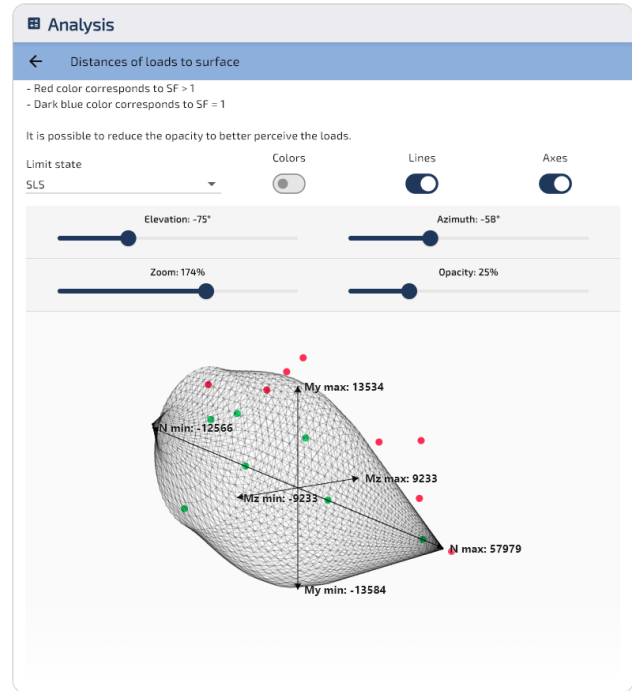 Analysis
Distances of loads to surface
- Red color corresponds to SF > 1
- Dark blue color corresponds to SF = 1
It is possible to reduce the opacity to better perceive the loads.
Limit state
Colors
Lines
Axes
SLS
Elevation: -75°
Azimuth: -58°
Zoom: 174%
Opacity: 25%
My max: 13534
N min: -12566
Mz max: 9233
Mz min: -9233
N max: 57979
My min: -13584